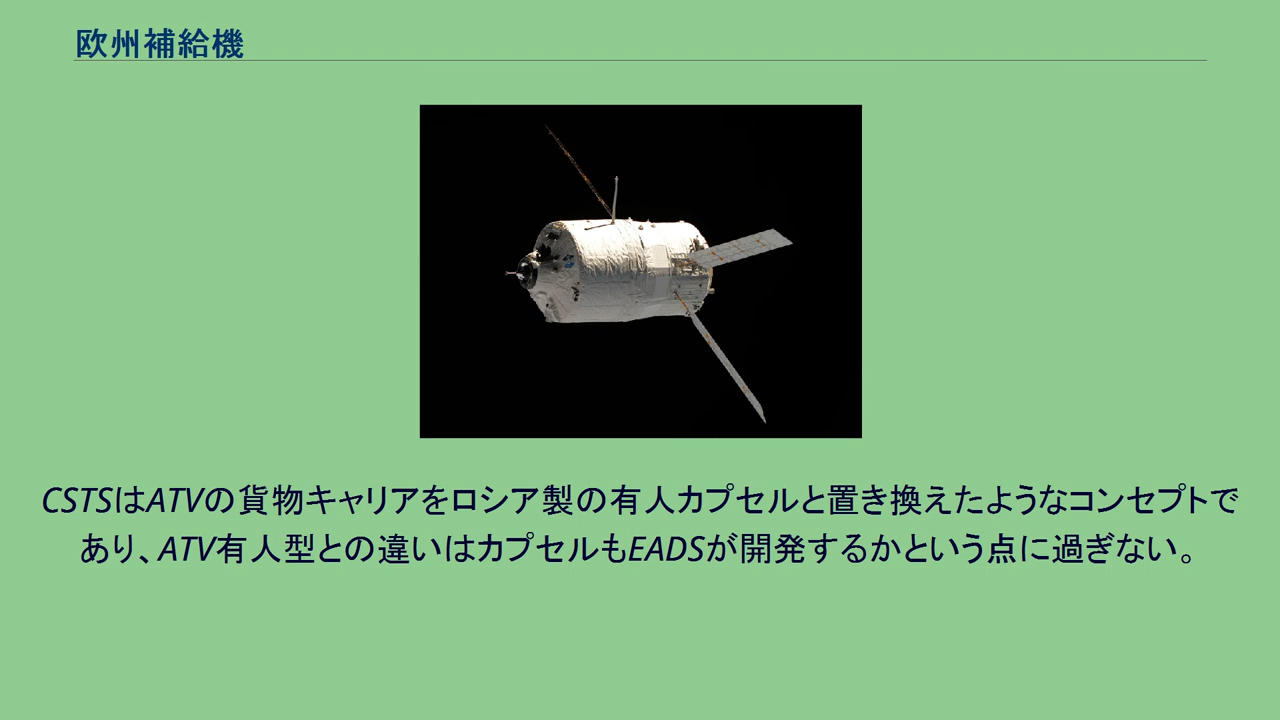 欧州補給機
CSTSはATVの貨物キャリアをロシア製の有人カプセルと置き換えたようなコンセプトで
あり、ATV有人型との違いはカプセルもEADSが開発するかという点に過ぎない。